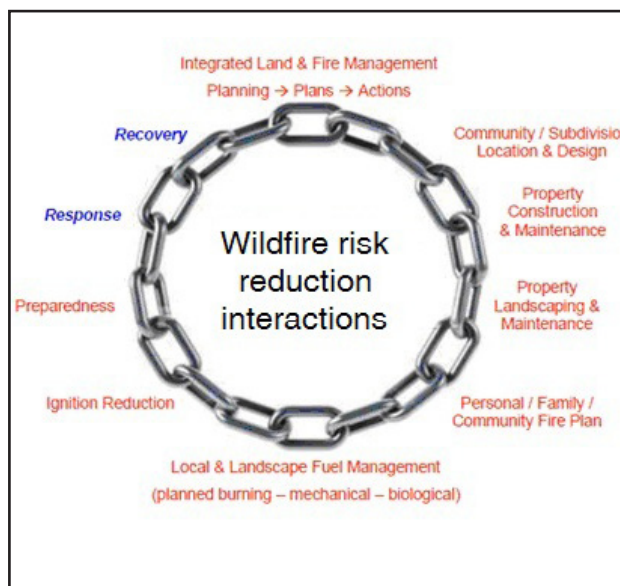 Integrated Land & Fire Management
Planning → Plans → Actions
Community / Subdivisio
Location & Design
Property
Construction
& Maintenance
Property
Landscaping &
Maintenance
Personal / Family /
Community Fire Plan
Local & Landscape Fuel Management
(planned burning – mechanical – biological)
Ignition Reduction
Preparedness
Response
Recovery
Wildfire risk
reduction
interactions